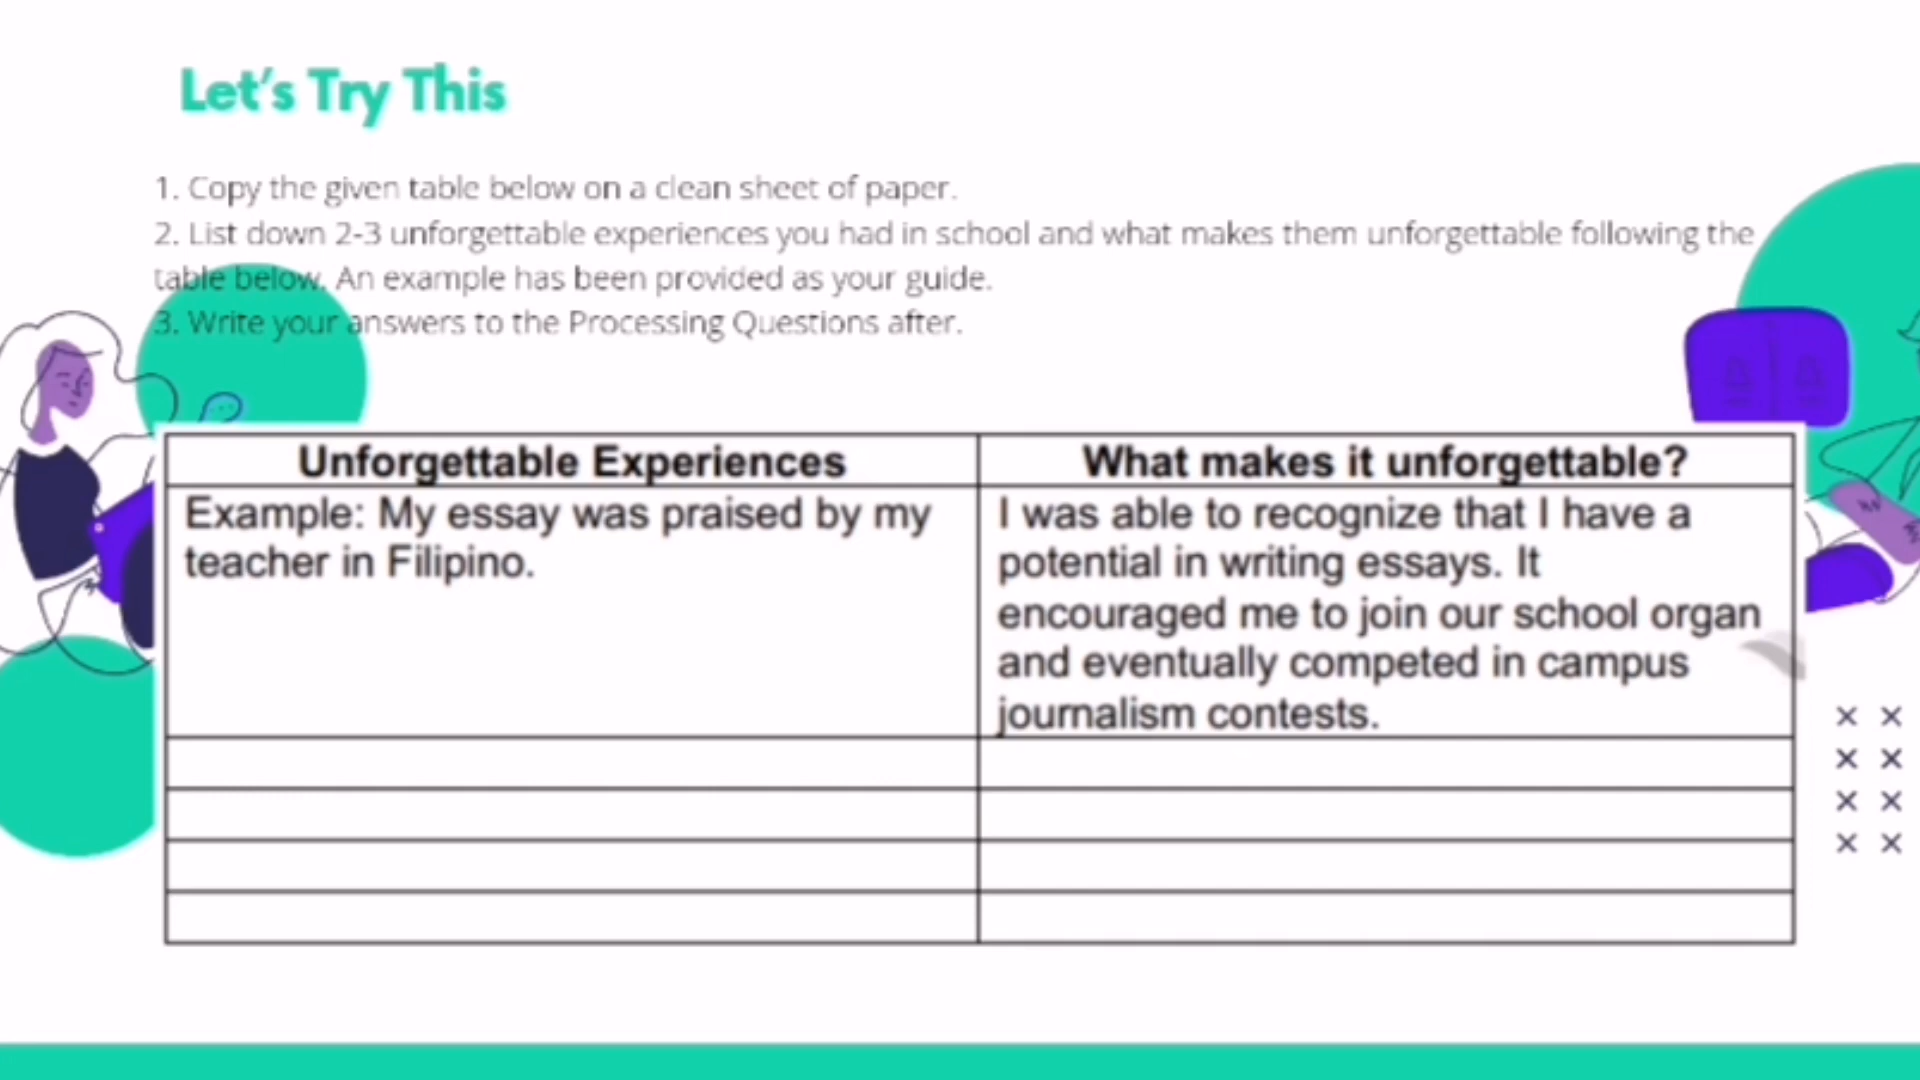 Let's Try This
1. Copy the given table below on a clean sheet of paper.
2. List down 2-3 unforgettable experiences you had in school and what makes them unforgettable following the
table below. An example has been provided as your guide.
3. Write your answers to the Processing Questions after.
Unforgettable Experiences
What makes it unforgettable?
Example: My essay was praised by my
teacher in Filipino.
I was able to recognize that I have a
potential in writing essays. It
encouraged me to join our school organ
and eventually competed in campus
journalism contests.